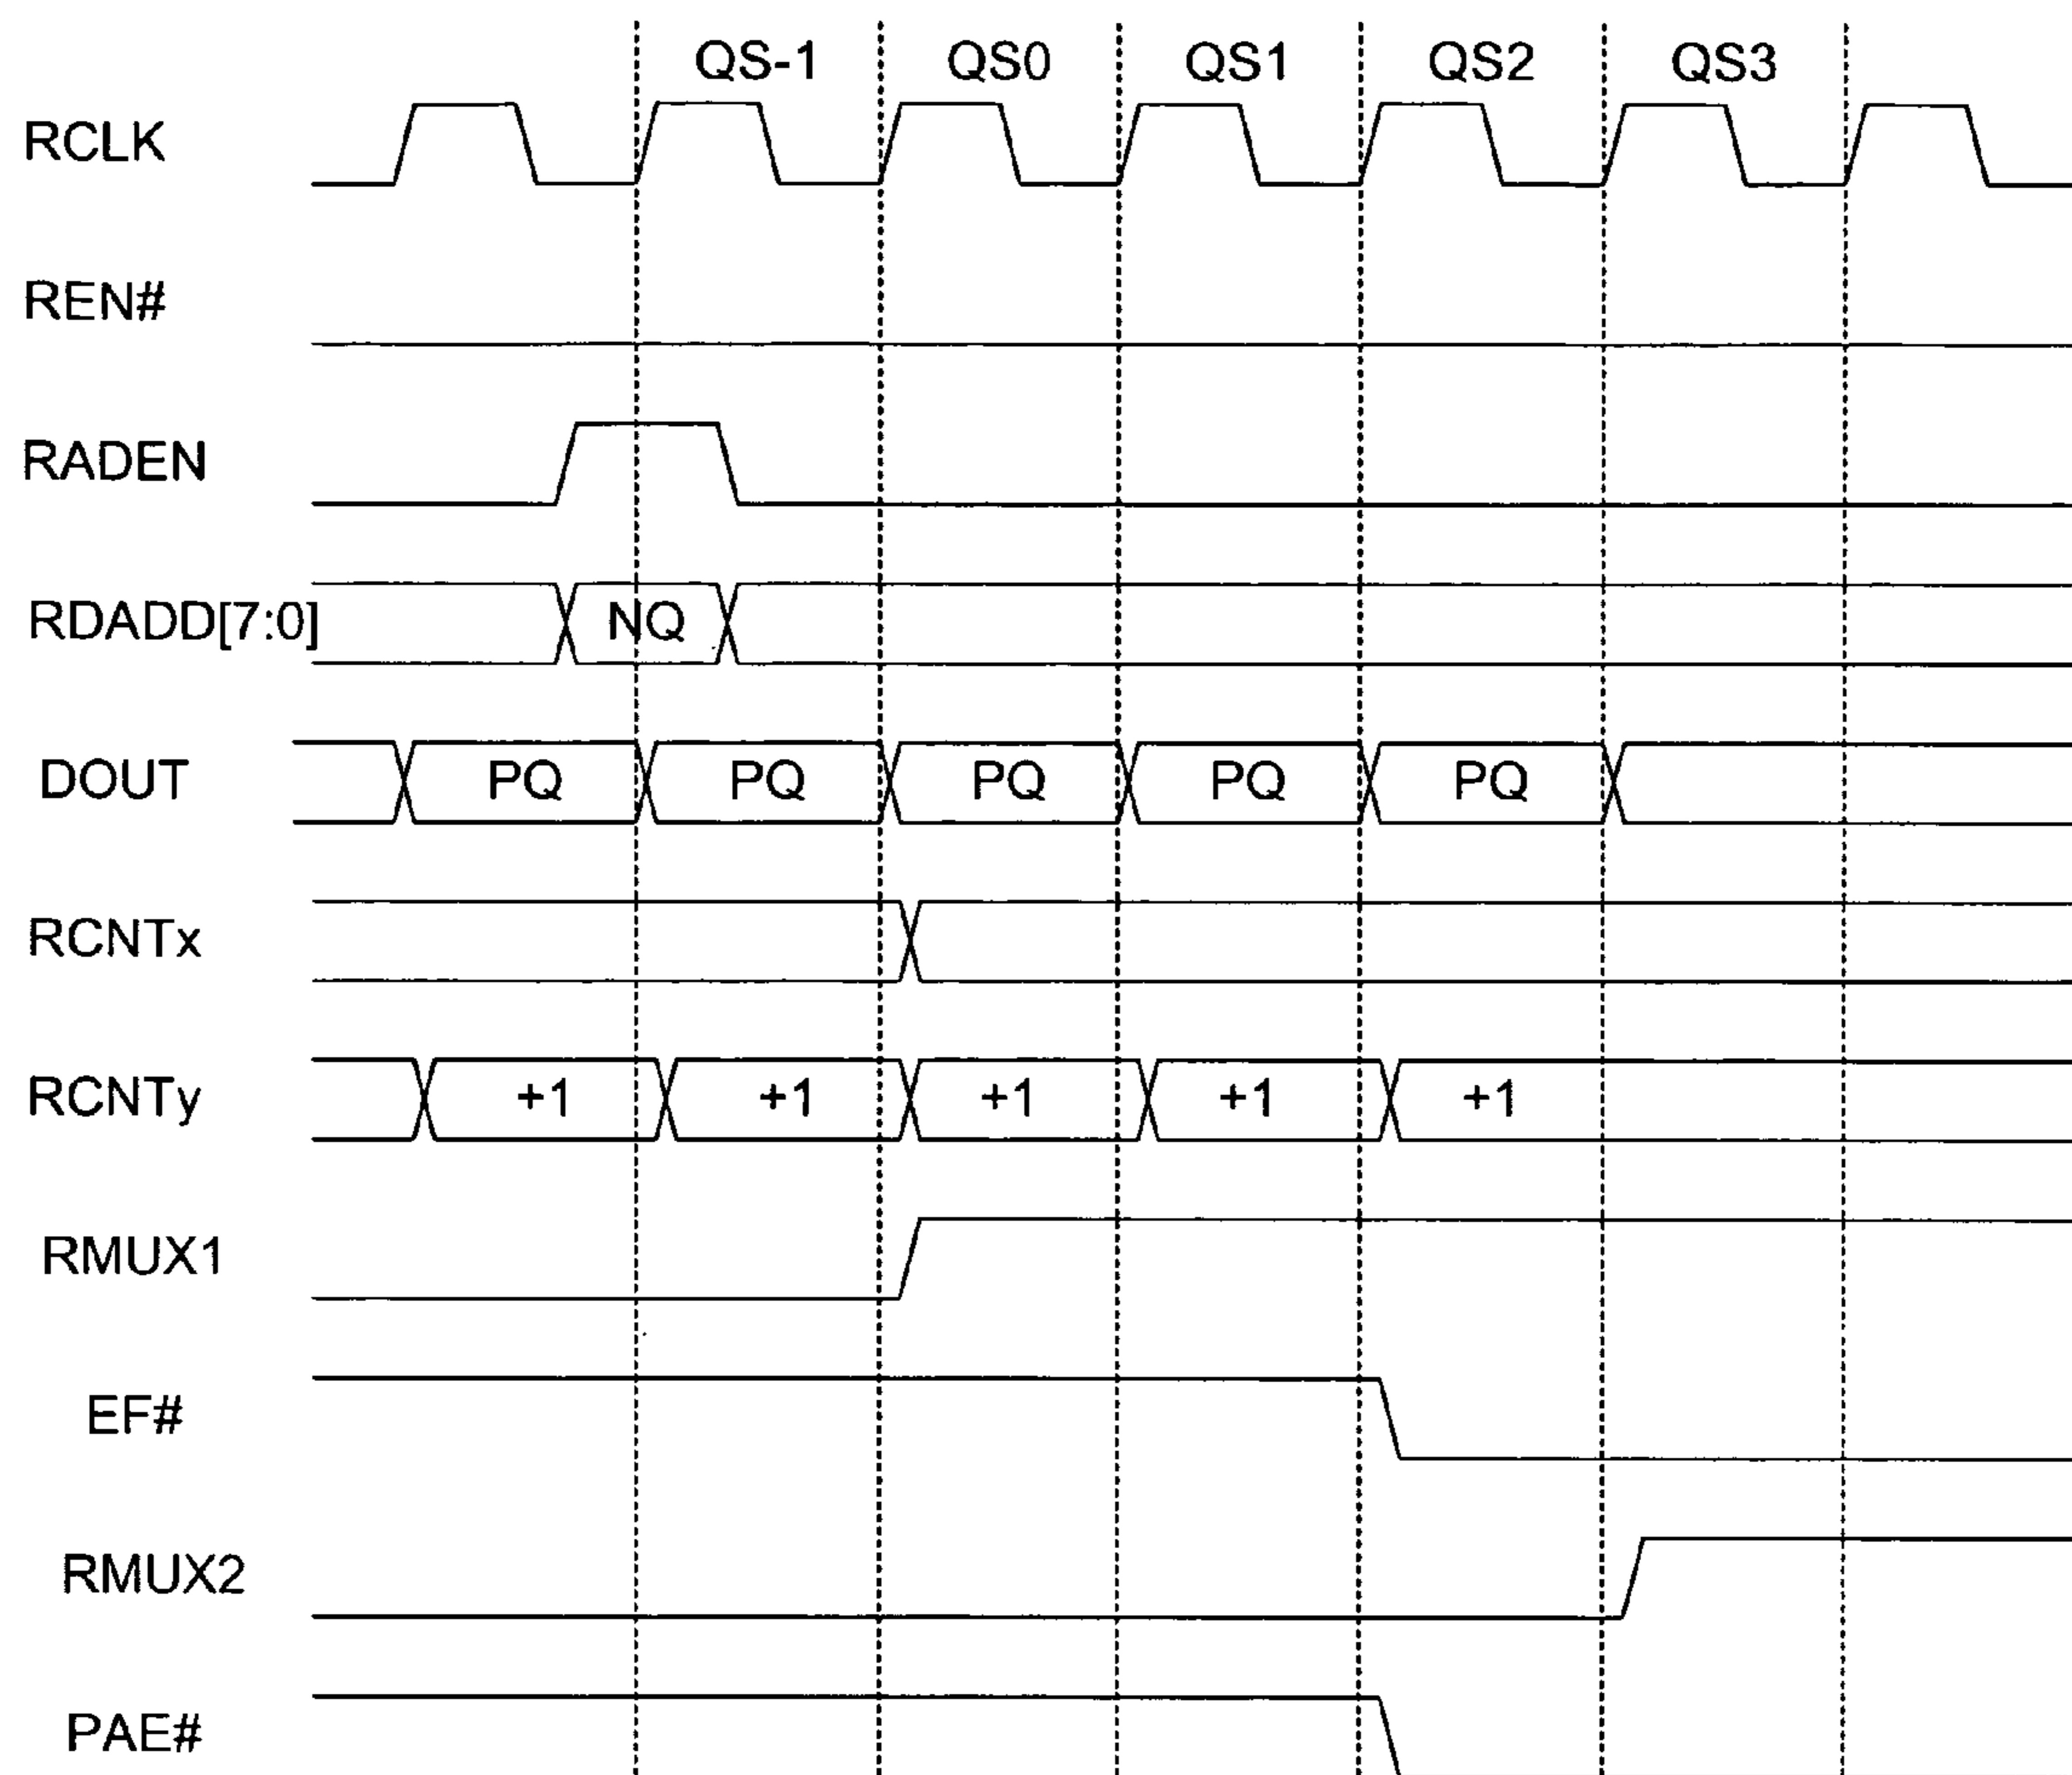 QS-1 QS0 QS1 QS2 QS3
RCLK
REN#
RADEN
RDADD[7:0] NQ
DOUT PQ PQ PQ PQ PQ
RCNTx
RCNTy +1 +1 +1 +1 +1
RMUX1
EF#
RMUX2
PAE#